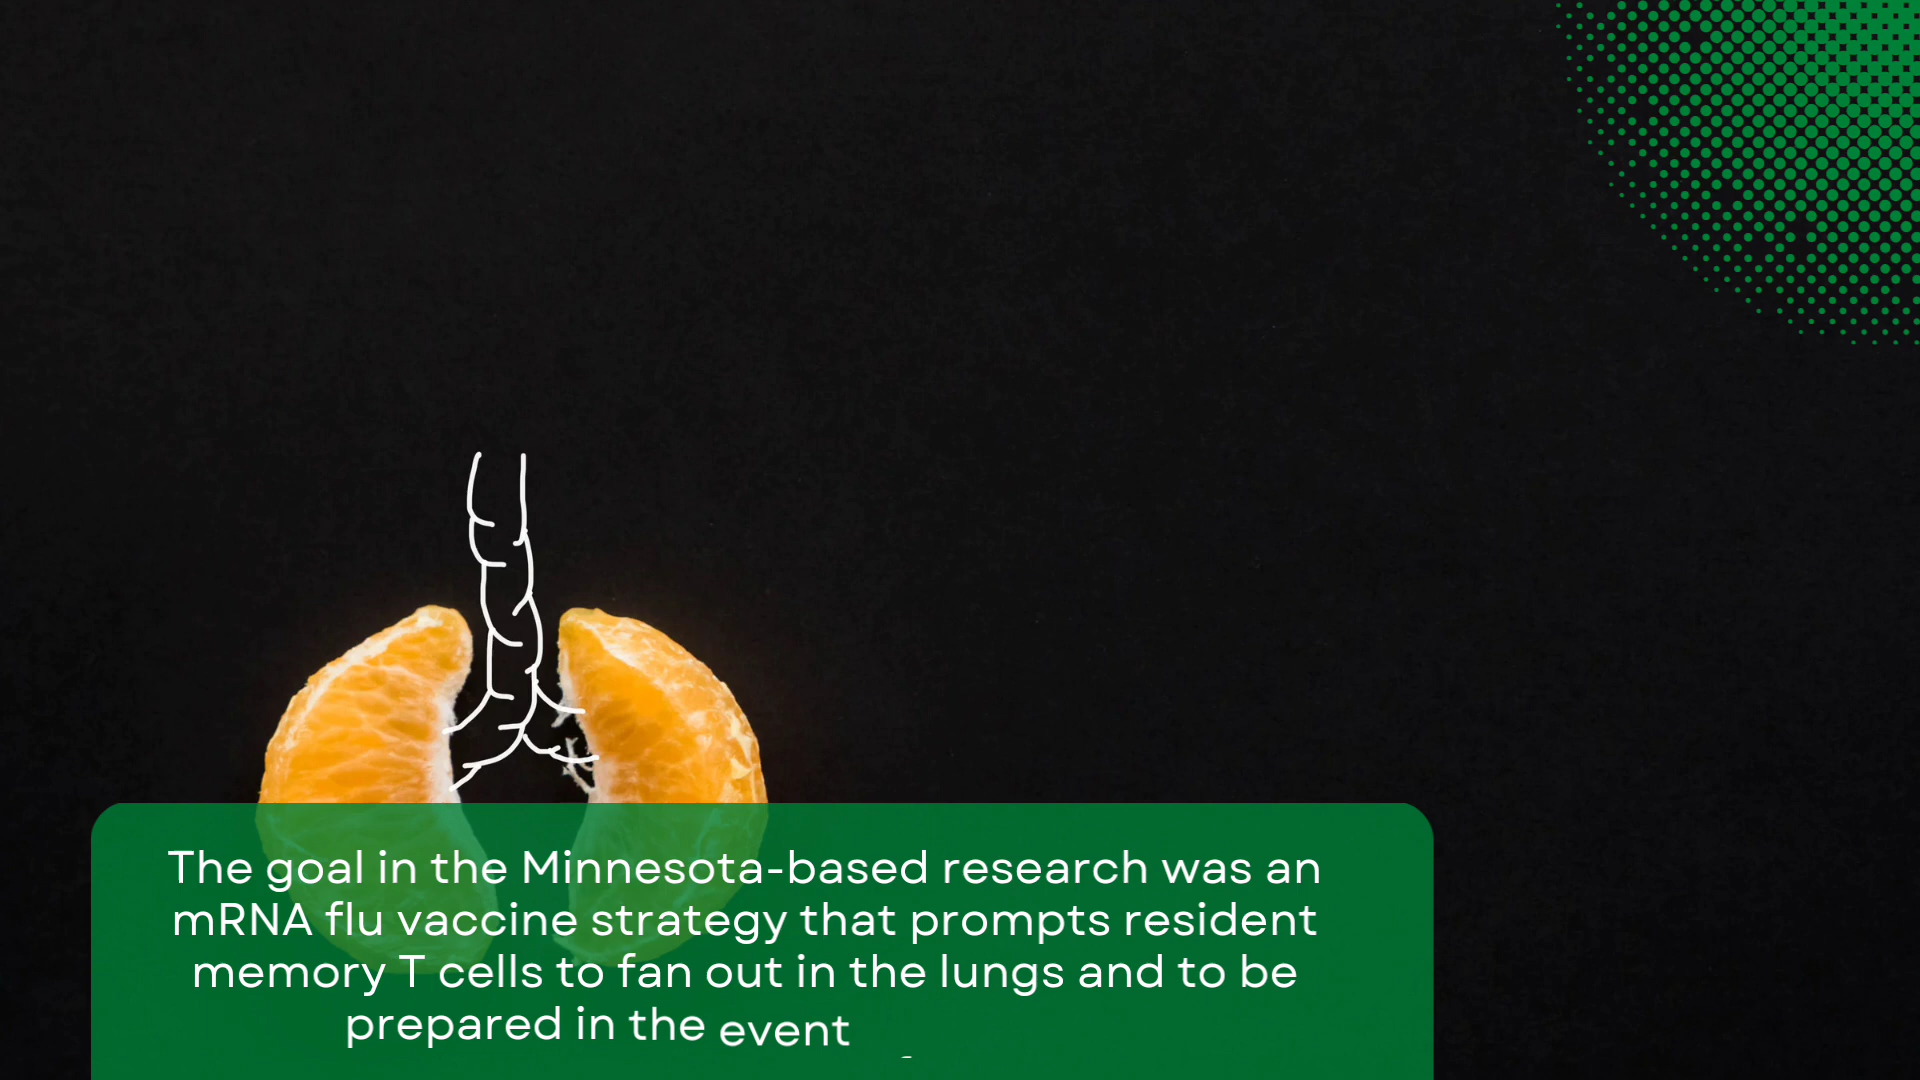 The goal in the Minnesota-based research was an
mRNA flu vaccine strategy that prompts resident
memory T cells to fan out in the lungs and to be
prepared in the event